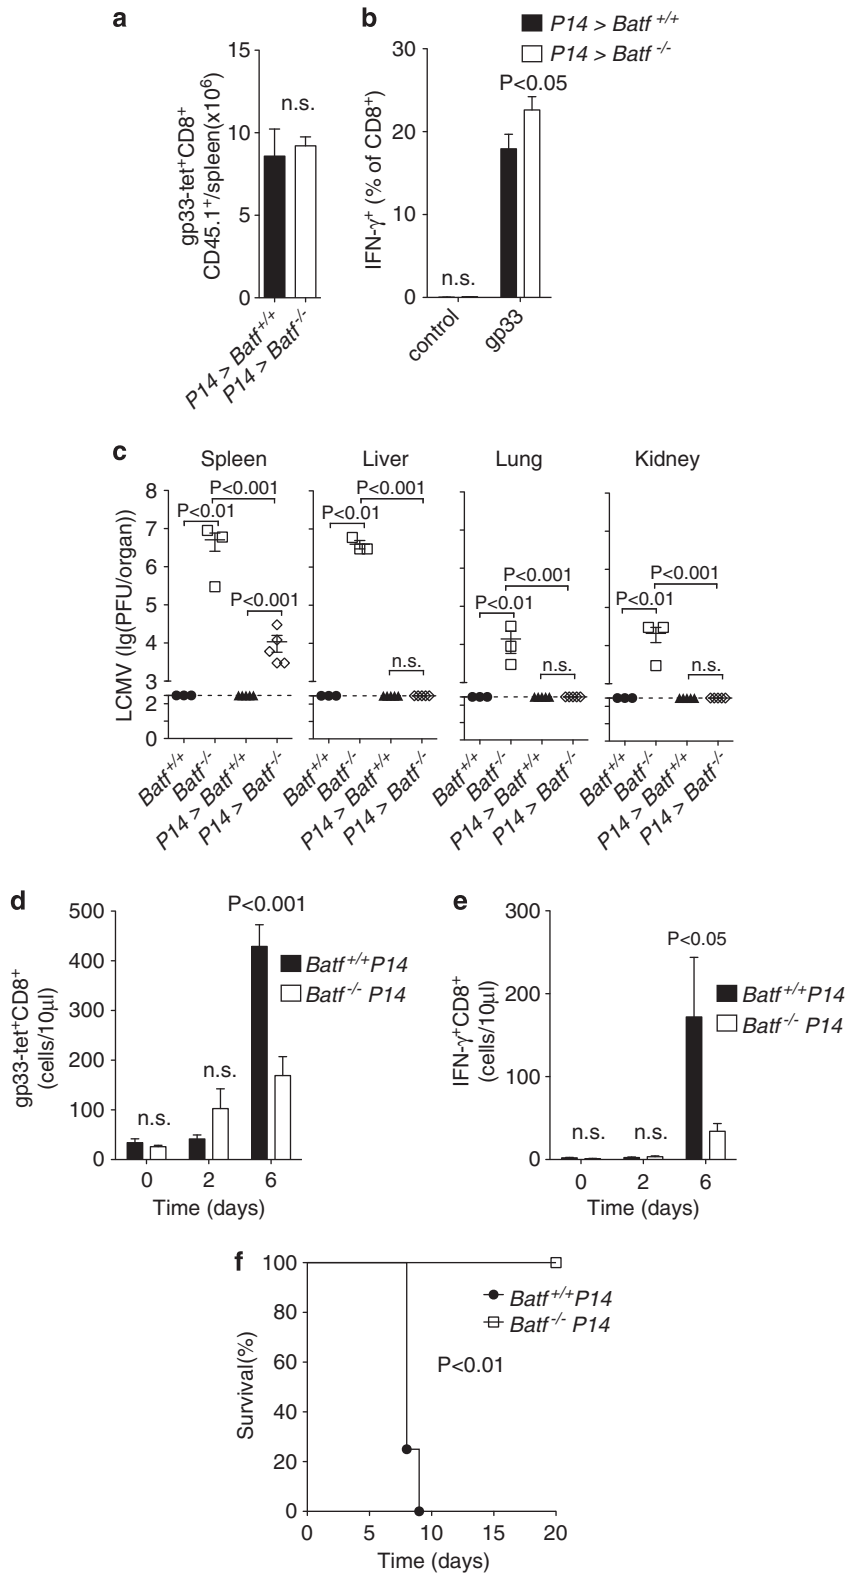 a
gp33-tet⁺CD8⁺
CD45.1⁺/spleen(x10⁶)
15
10
5
0
n.s.
P14 > Batf⁺/⁺
P14 > Batf⁻/⁻
b
P14 > Batf⁺/⁺
P14 > Batf⁻/⁻
IFN-γ⁺ (% of CD8⁺)
30
20
10
0
P<0.05
n.s.
control
gp33
c
Spleen
Liver
Lung
Kidney
LCMV (lg(PFU/organ))
8
7
6
5
4
3
2
0
P<0.001
P<0.01
P<0.001
P<0.001
P<0.01
n.s.
P<0.001
P<0.01
n.s.
P<0.001
P<0.01
n.s.
Batf⁺/⁺
Batf⁻/⁻
P14 > Batf⁺/⁺
P14 > Batf⁻/⁻
Batf⁺/⁺
Batf⁻/⁻
P14 > Batf⁺/⁺
P14 > Batf⁻/⁻
Batf⁺/⁺
Batf⁻/⁻
P14 > Batf⁺/⁺
P14 > Batf⁻/⁻
Batf⁺/⁺
Batf⁻/⁻
P14 > Batf⁺/⁺
P14 > Batf⁻/⁻
d
gp33-tet⁺CD8⁺
(cells/10μl)
500
400
300
200
100
0
P<0.001
n.s.
n.s.
Batf⁺/⁺P14
Batf⁻/⁻ P14
0 2 6
Time (days)
e
IFN-γ⁺CD8⁺
(cells/10μl)
300
200
100
0
P<0.05
n.s.
n.s.
Batf⁺/⁺P14
Batf⁻/⁻ P14
0 2 6
Time (days)
f
Survival(%)
100
80
60
40
20
0
Batf⁺/⁺P14
Batf⁻/⁻ P14
P<0.01
0 5 10 15 20
Time (days)